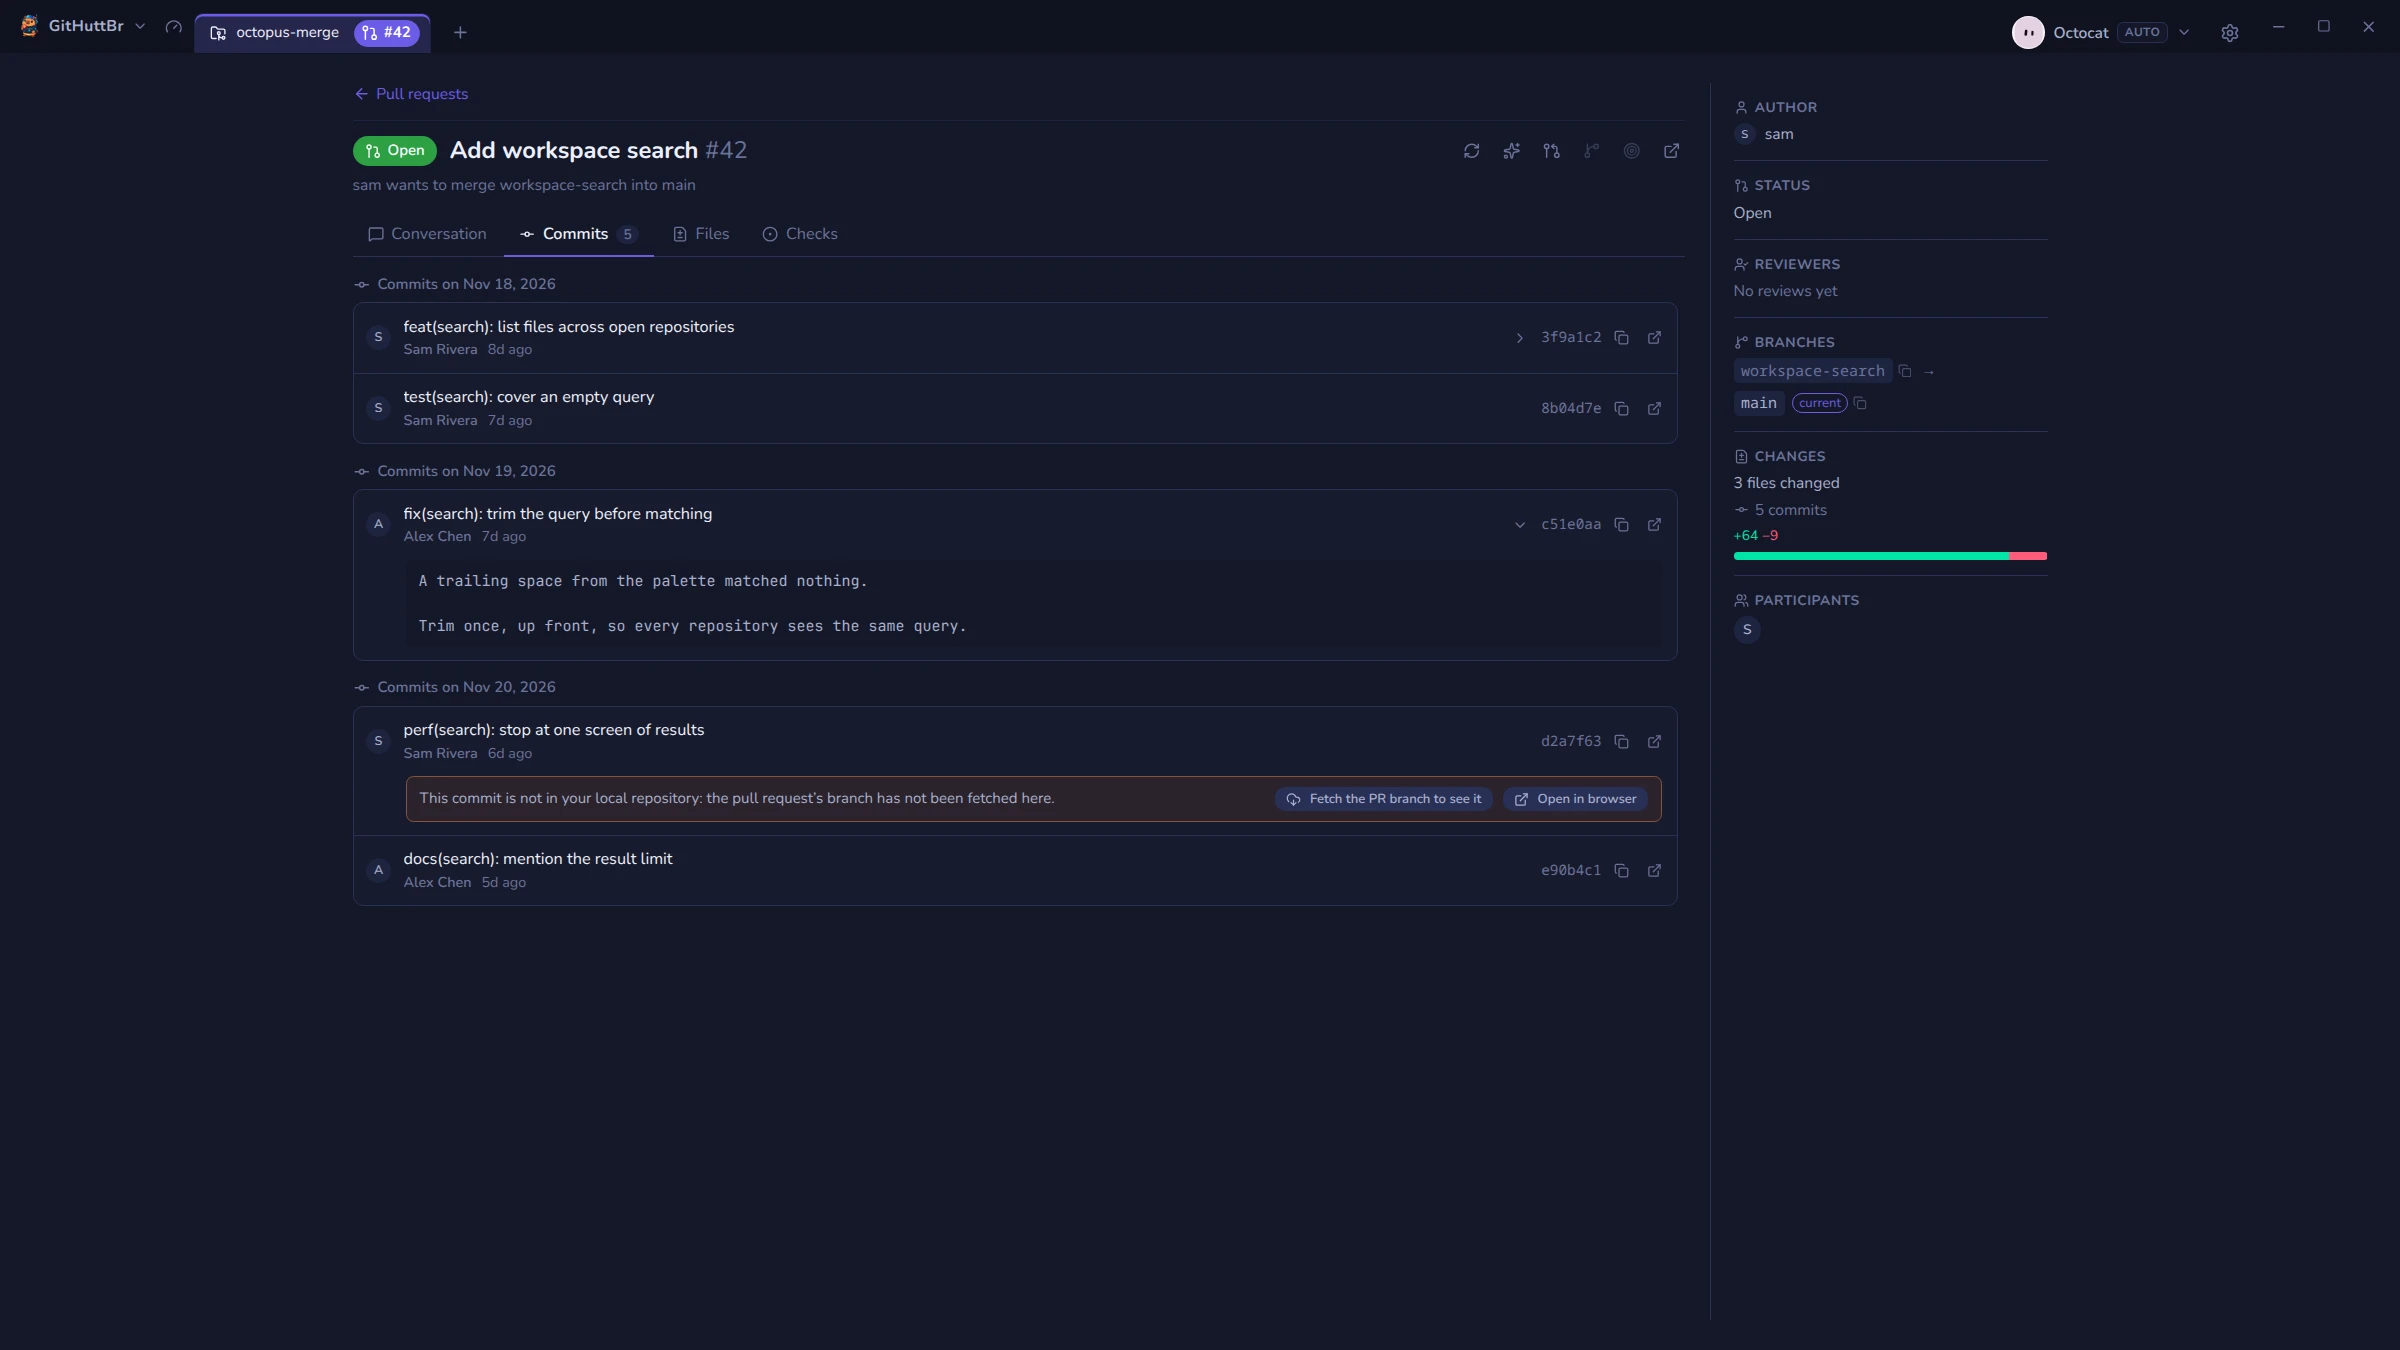 GitHuttBr
octopus-merge #42
Octocat AUTO
Pull requests
Open Add workspace search #42
sam wants to merge workspace-search into main
Conversation Commits 5 Files Checks
Commits on Nov 18, 2026
S feat(search): list files across open repositories
Sam Rivera 8d ago
3f9a1c2
S test(search): cover an empty query
Sam Rivera 7d ago
8b04d7e
Commits on Nov 19, 2026
A fix(search): trim the query before matching
Alex Chen 7d ago
c51e0aa
A trailing space from the palette matched nothing.
Trim once, up front, so every repository sees the same query.
Commits on Nov 20, 2026
S perf(search): stop at one screen of results
Sam Rivera 6d ago
d2a7f63
This commit is not in your local repository: the pull request’s branch has not been fetched here.
Fetch the PR branch to see it
Open in browser
A docs(search): mention the result limit
Alex Chen 5d ago
e90b4c1
AUTHOR
S sam
STATUS
Open
REVIEWERS
No reviews yet
BRANCHES
workspace-search →
main current
CHANGES
3 files changed
5 commits
+64 −9
PARTICIPANTS
S